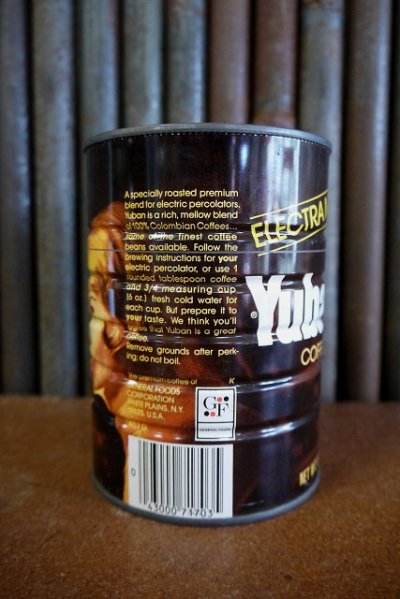 A specially roasted premium
blend for electric percolators,
Yuban is a rich, mellow blend
of 100% Colombian Coffees...
some of the finest coffee
beans available. Follow the
brewing instructions for your
electric percolator, or use 1
rounded tablespoon coffee
and 3/4 measuring cup
(6 oz.) fresh cold water for
each cup. But prepare it to
your taste. We think you'll
agree that Yuban is a great
coffee.
Remove grounds after perk-
ing, do not boil.
The premium coffee of K
GENERAL FOODS
CORPORATION
WHITE PLAINS, N.Y.
U.S.A.
GF
GENERAL FOODS
0
43000 71703
ELECTRA
®Yuba
COFF
NET W